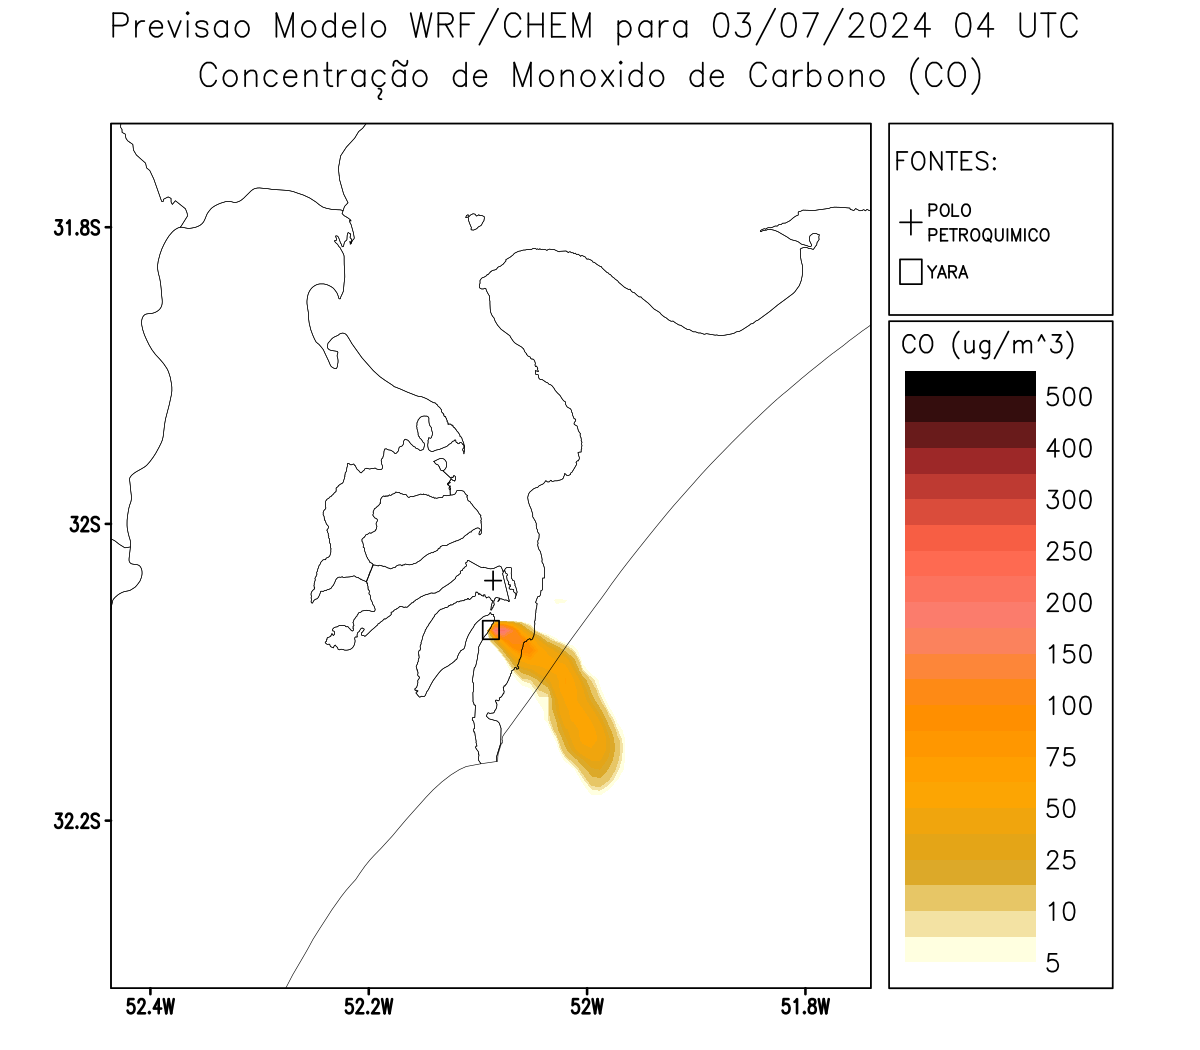 Previsao Modelo WRF/CHEM para 03/07/2024 04 UTC
Concentração de Monoxido de Carbono (CO)
FONTES:
POLO
PETROQUIMICO
YARA
31.8S
32S
32.2S
52.4W
52.2W
52W
51.8W
CO (ug/m^3)
500
400
300
250
200
150
100
75
50
25
10
5